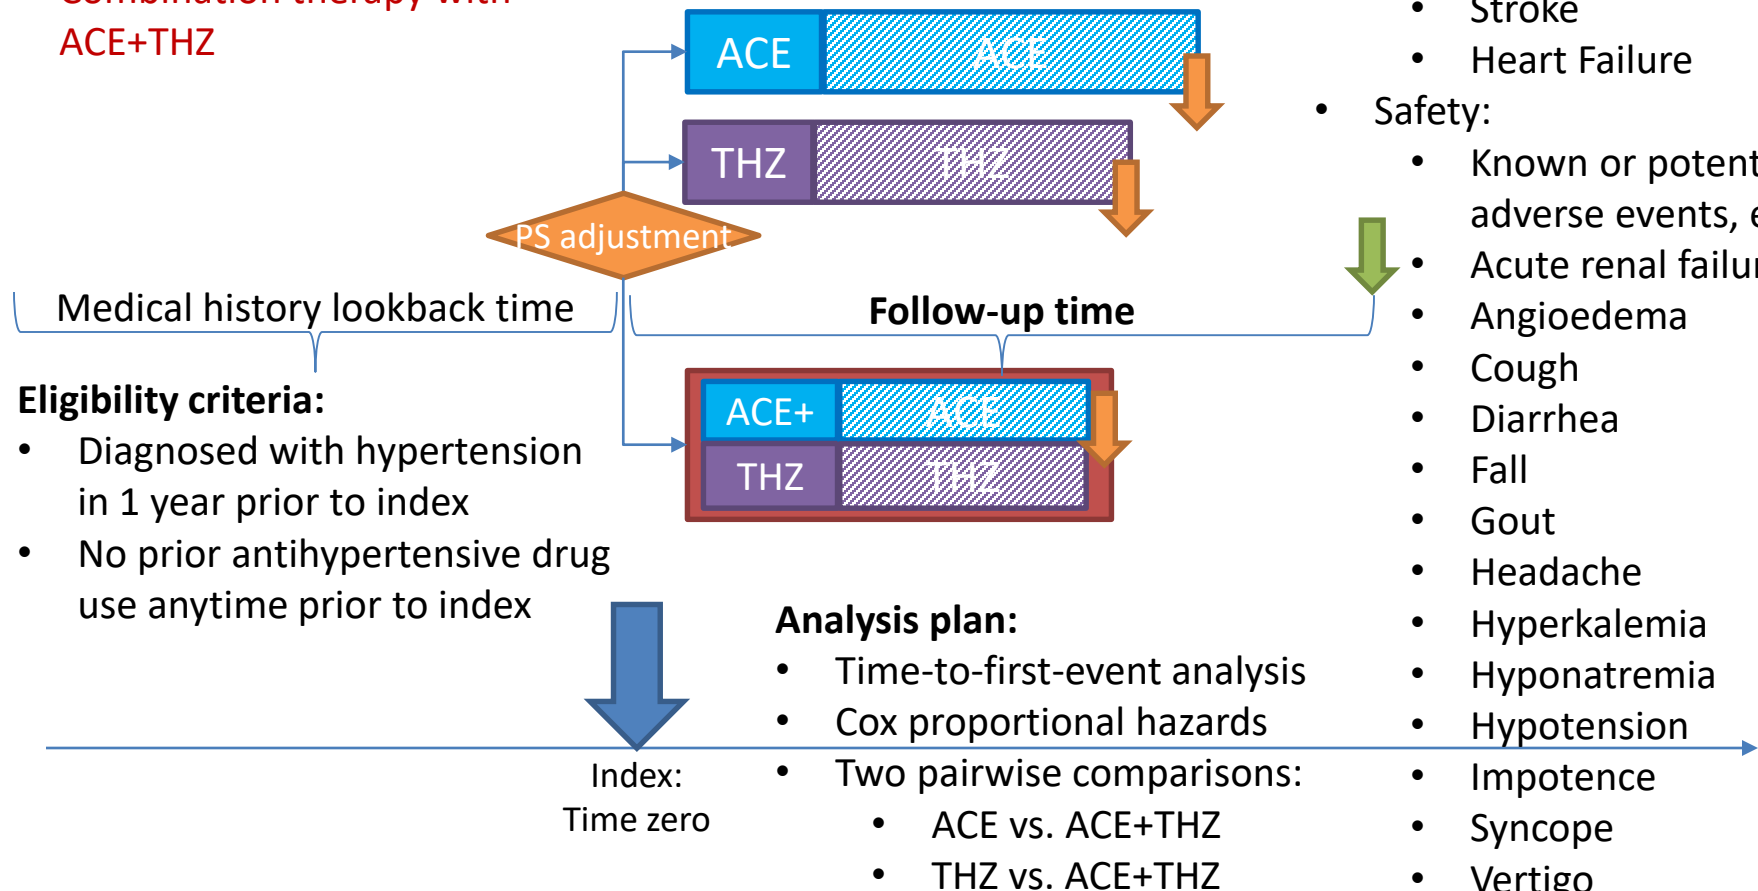 Combination therapy with
ACE+THZ
ACE
ACE
THZ
THZ
PS adjustment
Medical history lookback time
Follow-up time
Eligibility criteria:
• Diagnosed with hypertension
in 1 year prior to index
• No prior antihypertensive drug
use anytime prior to index
ACE+
ACE
THZ
THZ
Index:
Time zero
Analysis plan:
• Time-to-first-event analysis
• Cox proportional hazards
• Two pairwise comparisons:
• ACE vs. ACE+THZ
• THZ vs. ACE+THZ
• Stroke
• Heart Failure
• Safety:
• Known or potent
adverse events, e
• Acute renal failur
• Angioedema
• Cough
• Diarrhea
• Fall
• Gout
• Headache
• Hyperkalemia
• Hyponatremia
• Hypotension
• Impotence
• Syncope
• Vertigo